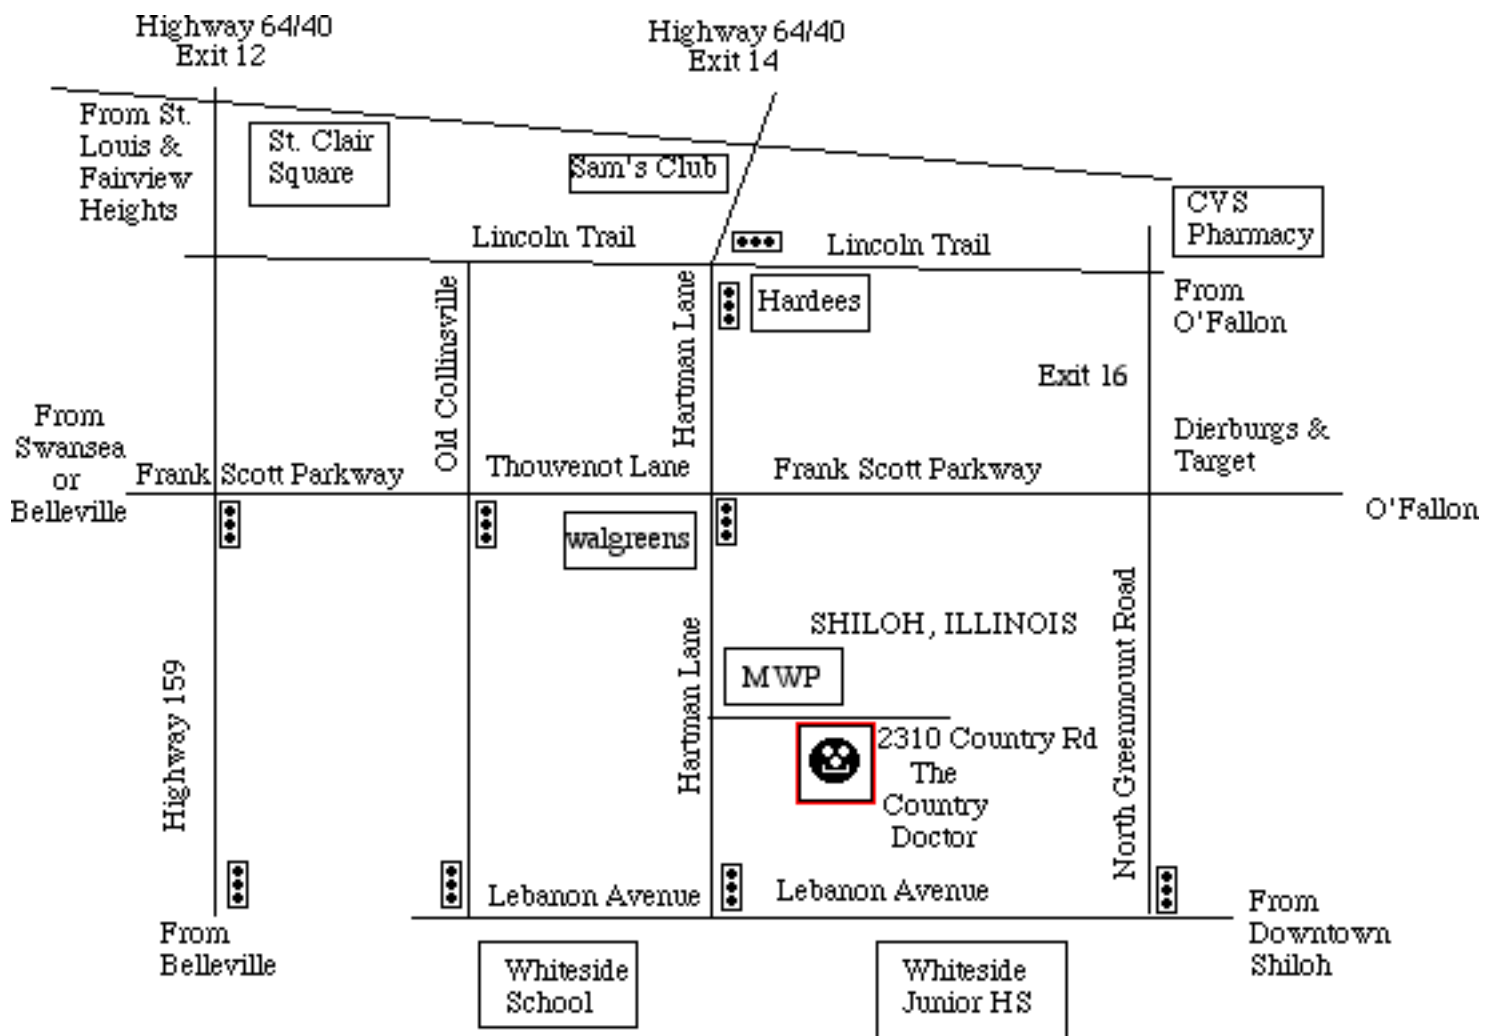 Highway 64/40
Exit 12
Highway 64/40
Exit 14
From St.
Louis &
Fairview
Heights
St. Clair
Square
Sam's Club
CVS
Pharmacy
Lincoln Trail
Lincoln Trail
From
O'Fallon
Old Collinsville
Hartman Lane
Hardees
Exit 16
From
Swansea
or
Belleville
Dierburgs &
Target
Frank Scott Parkway
Thouvenot Lane
Frank Scott Parkway
O'Fallon
walgreens
SHILOH, ILLINOIS
Highway 159
Hartman Lane
MWP
North Greenmount Road
2310 Country Rd
The
Country
Doctor
Lebanon Avenue
Lebanon Avenue
From
Belleville
From
Downtown
Shiloh
Whiteside
School
Whiteside
Junior HS